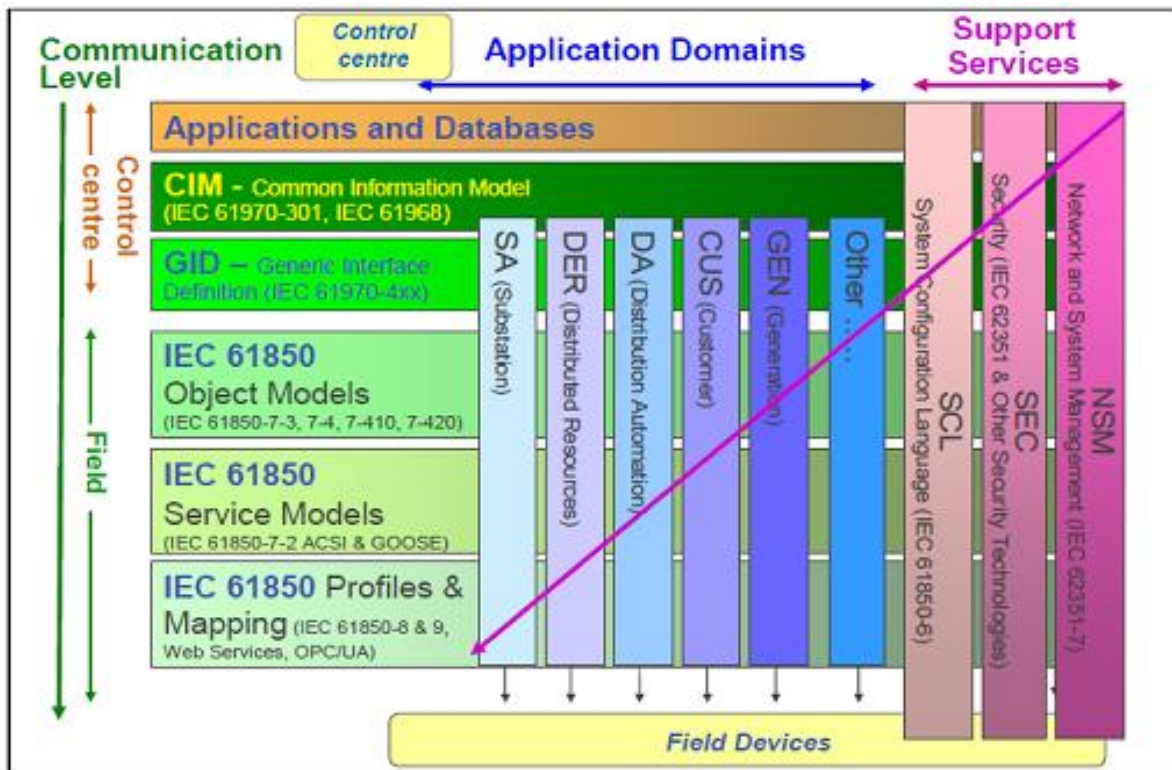 Communication
Level
Control
centre
Application Domains
Support
Services
Control
centre
Field
Applications and Databases
CIM - Common Information Model
(IEC 61970-301, IEC 61968)
GID – Generic Interface
Definition (IEC 61970-4xx)
IEC 61850
Object Models
(IEC 61850-7-3, 7-4, 7-410, 7-420)
IEC 61850
Service Models
(IEC 61850-7-2 ACSI & GOOSE)
IEC 61850 Profiles &
Mapping (IEC 61850-8 & 9,
Web Services, OPC/UA)
SA (Substation)
DER (Distributed Resources)
DA (Distribution Automation)
CUS (Customer)
GEN (Generation)
Other ....
SCL
System Configuration Language (IEC 61850-6)
SEC
Security (IEC 62351 & Other Security Technologies)
NSM
Network and System Management (IEC 62351-7)
Field Devices